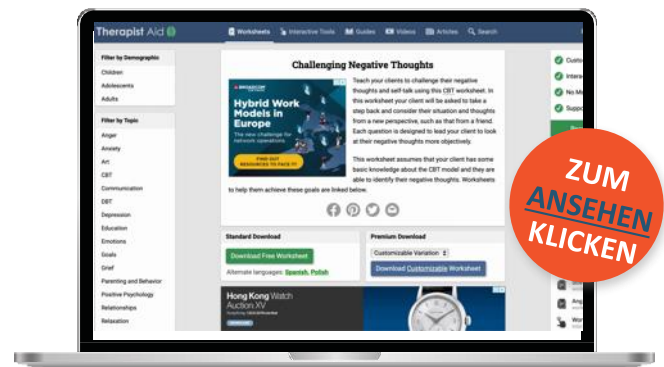 Therapist Aid
Worksheets Interactive Tools Guides Videos Articles Search
Filter by Demographic
Children
Adolescents
Adults
Filter by Topic
Anger
Anxiety
Art
CBT
Communication
DBT
Depression
Education
Emotions
Goals
Grief
Parenting and Behavior
Positive Psychology
Relationships
Relaxation
Challenging Negative Thoughts
BROADCOM
Hybrid Work
Models in
Europe
The new challenge for
network operations
FIND OUT
RESOURCES TO FACE IT!
Teach your clients to challenge their negative
thoughts and self-talk using this CBT worksheet. In
this worksheet your client will be asked to take a
step back and consider their situation and thoughts
from a new perspective, such as that from a friend.
Each question is designed to lead your client to look
at their negative thoughts more objectively.
This worksheet assumes that your client has some
basic knowledge about the CBT model and they are
able to identify their negative thoughts. Worksheets
to help them achieve these goals are linked below.
Standard Download
Download Free Worksheet
Alternate languages: Spanish, Polish
Premium Download
Customizable Variation
Download Customizable Worksheet
Hong Kong Watch
Auction XV
Custo
Intera
No Me
Suppo
Ang
Wor
ZUM
ANSEHEN
KLICKEN